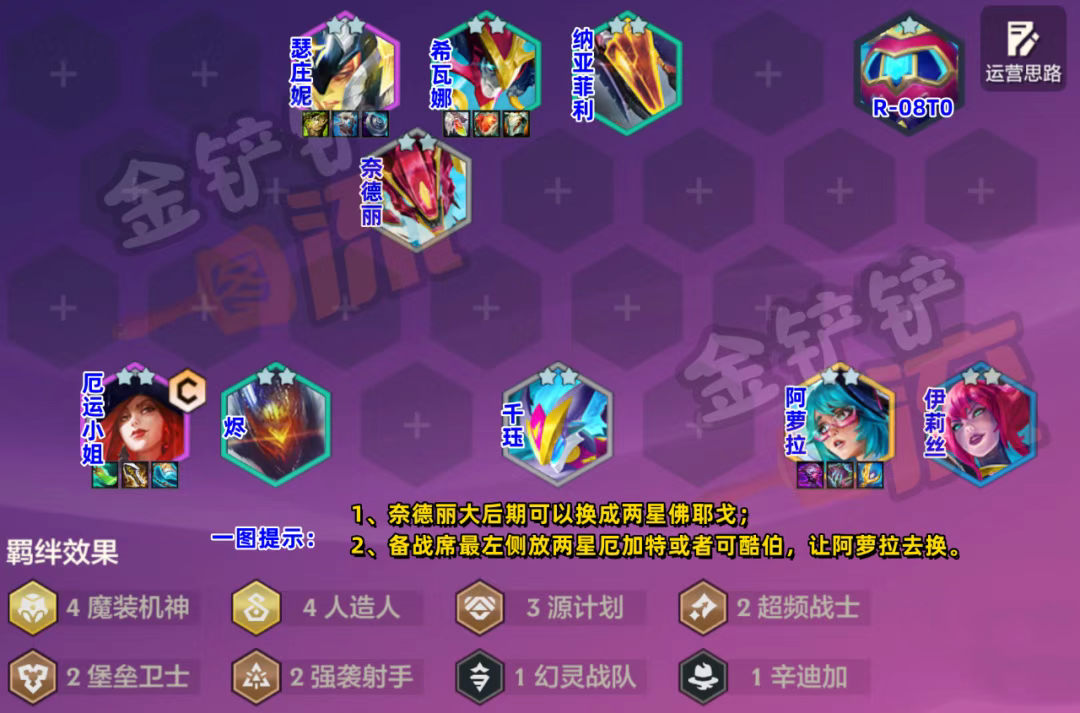 瑟庄妮
希瓦娜
纳亚菲利
R-08T0
运营思路
奈德丽
金铲铲
一图流
金铲铲
厄运小姐
C
烬
千珏
阿萝拉
伊莉丝
一图提示：
1、奈德丽大后期可以换成两星佛耶戈；
2、备战席最左侧放两星厄加特或者可酷伯，让阿萝拉去换。
羁绊效果
4 魔装机神
4 人造人
3 源计划
2 超频战士
2 堡垒卫士
2 强袭射手
1 幻灵战队
1 辛迪加